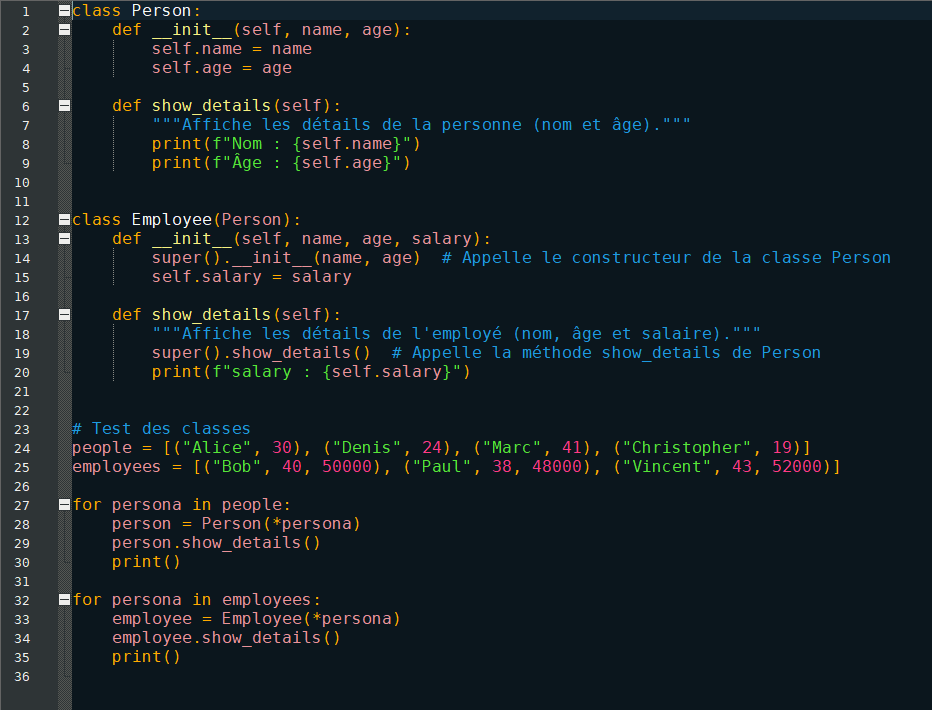 1 class Person:
2     def __init__(self, name, age):
3         self.name = name
4         self.age = age
5
6     def show_details(self):
7         """Affiche les détails de la personne (nom et âge)."""
8         print(f"Nom : {self.name}")
9         print(f"Âge : {self.age}")
10
11
12 class Employee(Person):
13     def __init__(self, name, age, salary):
14         super().__init__(name, age)  # Appelle le constructeur de la classe Person
15         self.salary = salary
16
17     def show_details(self):
18         """Affiche les détails de l'employé (nom, âge et salaire)."""
19         super().show_details()  # Appelle la méthode show_details de Person
20         print(f"salary : {self.salary}")
21
22
23 # Test des classes
24 people = [("Alice", 30), ("Denis", 24), ("Marc", 41), ("Christopher", 19)]
25 employees = [("Bob", 40, 50000), ("Paul", 38, 48000), ("Vincent", 43, 52000)]
26
27 for persona in people:
28     person = Person(*persona)
29     person.show_details()
30     print()
31
32 for persona in employees:
33     employee = Employee(*persona)
34     employee.show_details()
35     print()
36